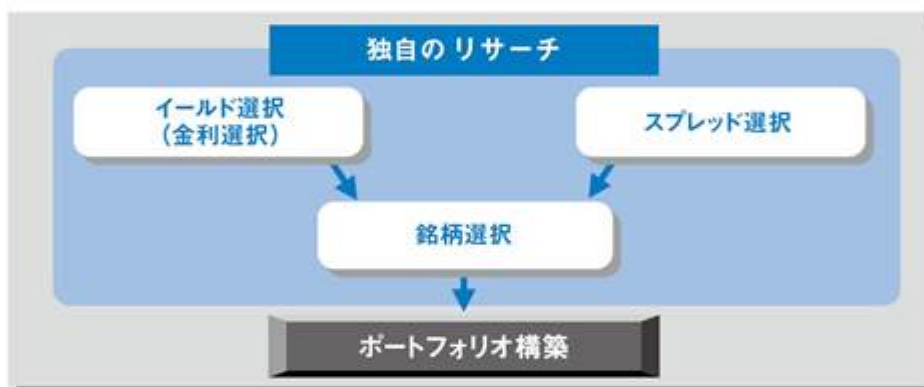 独自のリサーチ
イールド選択
(金利選択)
スプレッド選択
銘柄選択
ポートフォリオ構築